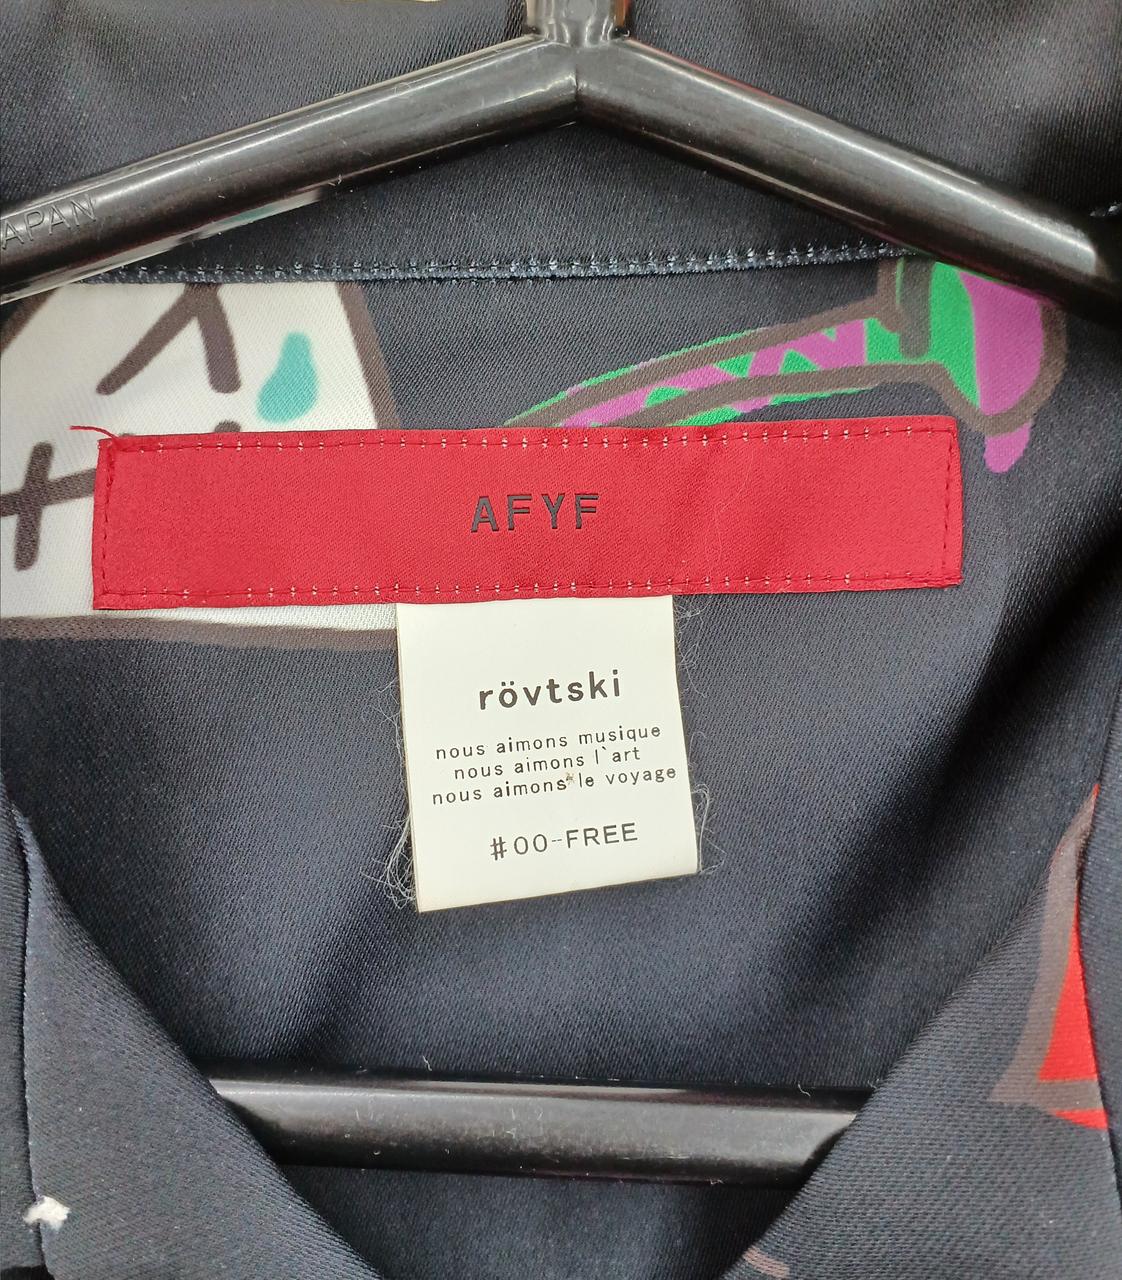 JAPAN
AFYF
rövtski
nous aimons musique
nous aimons l`art
nous aimons le voyage
#00-FREE